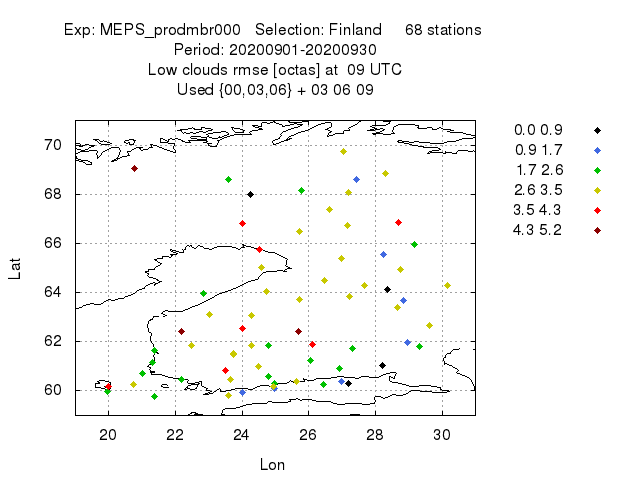 Exp: MEPS_prodmbr000   Selection: Finland     68 stations
Period: 20200901-20200930
Low clouds rmse [octas] at  09 UTC
Used {00,03,06} + 03 06 09
0.0 0.9
0.9 1.7
1.7 2.6
2.6 3.5
3.5 4.3
4.3 5.2
70
68
66
64
62
60
Lat
20 22 24 26 28 30
Lon